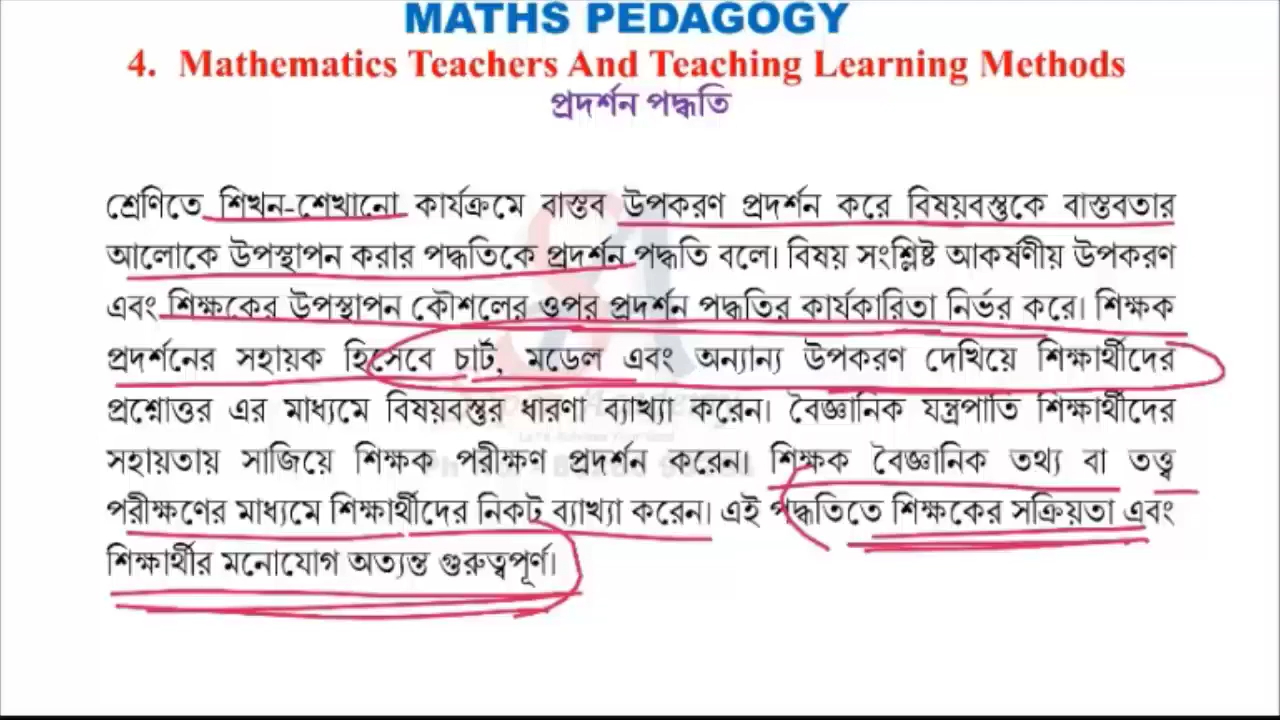 MATHS PEDAGOGY
4. Mathematics Teachers And Teaching Learning Methods
প্রদর্শন পদ্ধতি
শ্রেণিতে শিখন-শেখানো কার্যক্রমে বাস্তব উপকরণ প্রদর্শন করে বিষয়বস্তুকে বাস্তবতার
আলোকে উপস্থাপন করার পদ্ধতিকে প্রদর্শন পদ্ধতি বলে। বিষয় সংশ্লিষ্ট আকর্ষণীয় উপকরণ
এবং শিক্ষকের উপস্থাপন কৌশলের ওপর প্রদর্শন পদ্ধতির কার্যকারিতা নির্ভর করে। শিক্ষক
প্রদর্শনের সহায়ক হিসেবে চার্ট, মডেল এবং অন্যান্য উপকরণ দেখিয়ে শিক্ষার্থীদের
প্রশ্নোত্তর এর মাধ্যমে বিষয়বস্তুর ধারণা ব্যাখ্যা করেন। বৈজ্ঞানিক যন্ত্রপাতি শিক্ষার্থীদের
সহায়তায় সাজিয়ে শিক্ষক পরীক্ষণ প্রদর্শন করেন। শিক্ষক বৈজ্ঞানিক তথ্য বা তত্ত্ব
পরীক্ষণের মাধ্যমে শিক্ষার্থীদের নিকট ব্যাখ্যা করেন। এই পদ্ধতিতে শিক্ষকের সক্রিয়তা এবং
শিক্ষার্থীর মনোযোগ অত্যন্ত গুরুত্বপূর্ণ।